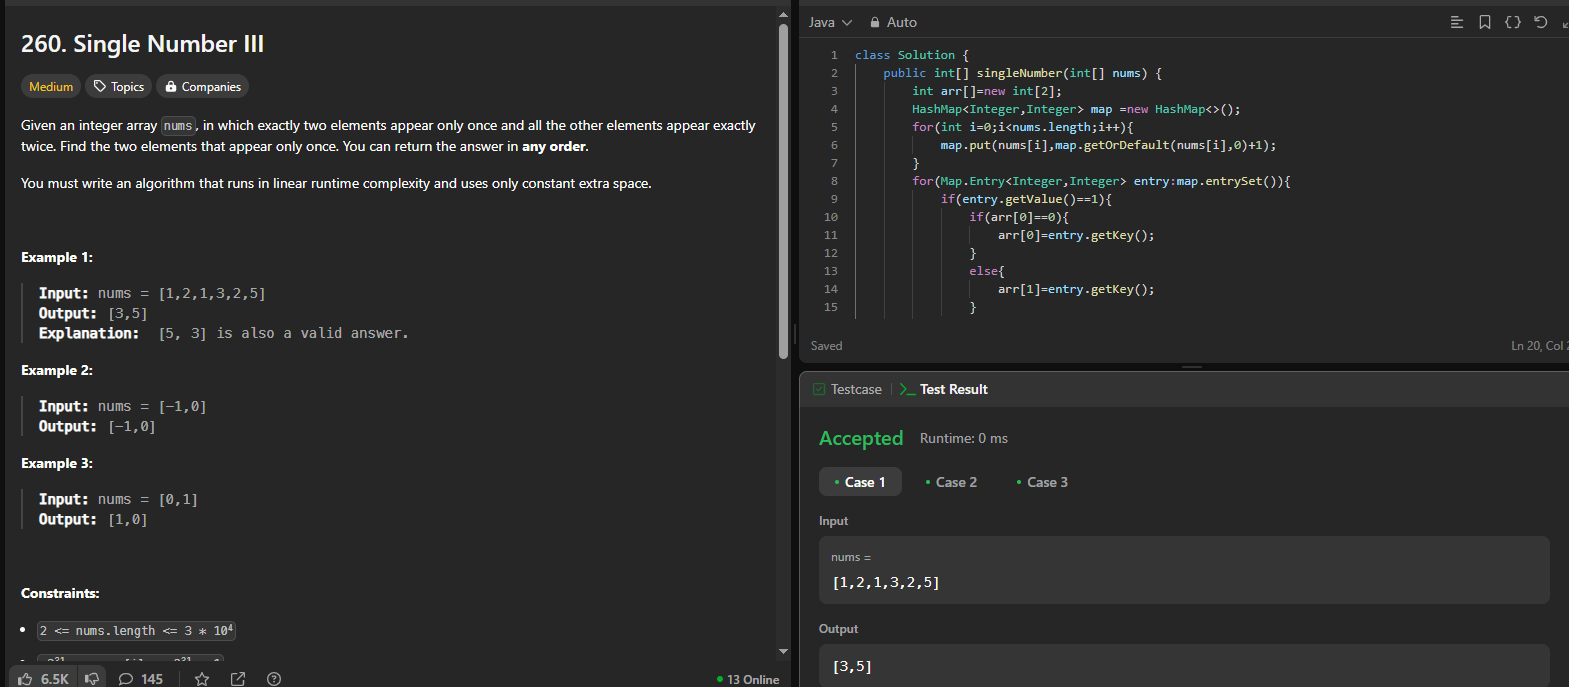 260. Single Number III
Medium Topics Companies
Given an integer array nums, in which exactly two elements appear only once and all the other elements appear exactly
twice. Find the two elements that appear only once. You can return the answer in any order.
You must write an algorithm that runs in linear runtime complexity and uses only constant extra space.
Example 1:
Input: nums = [1,2,1,3,2,5]
Output: [3,5]
Explanation:  [5, 3] is also a valid answer.
Example 2:
Input: nums = [-1,0]
Output: [-1,0]
Example 3:
Input: nums = [0,1]
Output: [1,0]
Constraints:
2 <= nums.length <= 3 * 10⁴
6.5K 145 13 Online
Java Auto
1 class Solution {
2     public int[] singleNumber(int[] nums) {
3         int arr[]=new int[2];
4         HashMap<Integer,Integer> map =new HashMap<>();
5         for(int i=0;i<nums.length;i++){
6             map.put(nums[i],map.getOrDefault(nums[i],0)+1);
7         }
8         for(Map.Entry<Integer,Integer> entry:map.entrySet()){
9             if(entry.getValue()==1){
10                 if(arr[0]==0){
11                     arr[0]=entry.getKey();
12                 }
13                 else{
14                     arr[1]=entry.getKey();
15                 }
Saved Ln 20, Col
Testcase Test Result
Accepted Runtime: 0 ms
Case 1 Case 2 Case 3
Input
nums =
[1,2,1,3,2,5]
Output
[3,5]